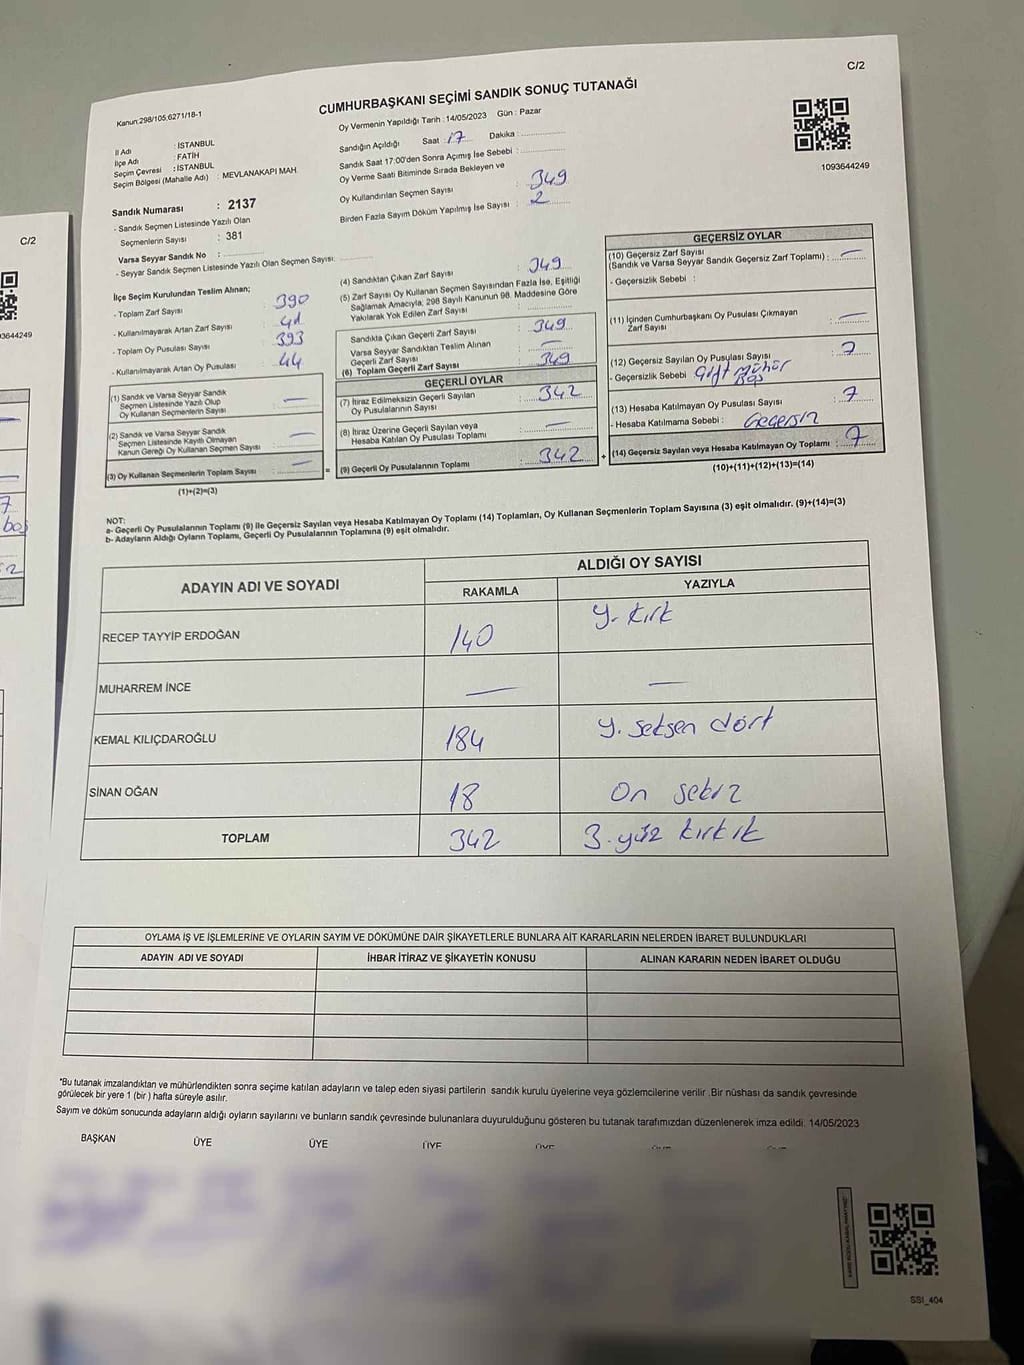 C/2
CUMHURBAŞKANI SEÇİMİ SANDIK SONUÇ TUTANAĞI
Kanun:298/105,6271/18-1
İl Adı : İSTANBUL
İlçe Adı : FATİH
Seçim Çevresi : İSTANBUL
Seçim Bölgesi (Mahalle Adı) : MEVLANAKAPI MAH.
Sandık Numarası : 2137
- Sandık Seçmen Listesinde Yazılı Olan
Seçmenlerin Sayısı : 381
Varsa Seyyar Sandık No :
- Seyyar Sandık Seçmen Listesinde Yazılı Olan Seçmen Sayısı:
Oy Vermenin Yapıldığı Tarih : 14/05/2023 Gün : Pazar
Sandığın Açıldığı Saat : 17 Dakika :
Sandık Saat 17:00'den Sonra Açımış İse Sebebi :
Oy Verme Saati Bitiminde Sırada Bekleyen ve
Oy Kullandırılan Seçmen Sayısı : 349
Birden Fazla Sayım Döküm Yapılmış İse Sayısı : 2
1093644249
İlçe Seçim Kurulundan Teslim Alınan;
- Toplam Zarf Sayısı : 390
- Kullanılmayarak Artan Zarf Sayısı : 41
- Toplam Oy Pusulası Sayısı : 393
- Kullanılmayarak Artan Oy Pusulası : 44
(1) Sandık ve Varsa Seyyar Sandık
Seçmen Listesinde Yazılı Olup
Oy Kullanan Seçmenlerin Sayısı : —
(2) Sandık ve Varsa Seyyar Sandık
Seçmen Listesinde Kayıtlı Olmayan
Kanun Gereği Oy Kullanan Seçmen Sayısı : —
(3) Oy Kullanan Seçmenlerin Toplam Sayısı : —
(1)+(2)=(3)
=
(4) Sandıktan Çıkan Zarf Sayısı : 349
(5) Zarf Sayısı Oy Kullanan Seçmen Sayısından Fazla İse, Eşitliği
Sağlamak Amacıyla, 298 Sayılı Kanunun 98. Maddesine Göre
Yakılarak Yok Edilen Zarf Sayısı :
Sandıkta Çıkan Geçerli Zarf Sayısı : 349
Varsa Seyyar Sandıktan Teslim Alınan
Geçerli Zarf Sayısı : —
(6) Toplam Geçerli Zarf Sayısı : 349
GEÇERLİ OYLAR
(7) İtiraz Edilmeksizin Geçerli Sayılan
Oy Pusulasının Sayısı : 342
(8) İtiraz Üzerine Geçerli Sayılan veya
Hesaba Katılan Oy Pusulası Toplamı : —
(9) Geçerli Oy Pusulalarının Toplamı : 342
+
GEÇERSİZ OYLAR
(10) Geçersiz Zarf Sayısı
(Sandık ve Varsa Seyyar Sandık Geçersiz Zarf Toplamı) : —
- Geçersizlik Sebebi :
(11) İçinden Cumhurbaşkanı Oy Pusulası Çıkmayan
Zarf Sayısı : —
(12) Geçersiz Sayılan Oy Pusulası Sayısı : 7
- Geçersizlik Sebebi Çift mühür
Boş
(13) Hesaba Katılmayan Oy Pusulası Sayısı : 7
- Hesaba Katılmama Sebebi : Geçersiz
(14) Geçersiz Sayılan veya Hesaba Katılmayan Oy Toplamı : 7
(10)+(11)+(12)+(13)=(14)
NOT:
a- Geçerli Oy Pusulalarının Toplamı (9) ile Geçersiz Sayılan veya Hesaba Katılmayan Oy Toplamı (14) Toplamları, Oy Kullanan Seçmenlerin Toplam Sayısına (3) eşit olmalıdır. (9)+(14)=(3)
b- Adayların Aldığı Oyların Toplamı, Geçerli Oy Pusulalarının Toplamına (9) eşit olmalıdır.
ADAYIN ADI VE SOYADI ALDIĞI OY SAYISI
RAKAMLA YAZIYLA
RECEP TAYYİP ERDOĞAN 140 Y. kırk
MUHARREM İNCE — —
KEMAL KILIÇDAROĞLU 184 Y. seksen dört
SİNAN OĞAN 18 On sekiz
TOPLAM 342 3. yüz kırk ik
OYLAMA İŞ VE İŞLEMLERİNE VE OYLARIN SAYIM VE DÖKÜMÜNE DAİR ŞİKAYETLERLE BUNLARA AİT KARARLARIN NELERDEN İBARET BULUNDUKLARI
ADAYIN ADI VE SOYADI İHBAR İTİRAZ VE ŞİKAYETİN KONUSU ALINAN KARARIN NEDEN İBARET OLDUĞU
*Bu tutanak imzalandıktan ve mühürlendikten sonra seçime katılan adayların ve talep eden siyasi partilerin sandık kurulu üyelerine veya gözlemcilerine verilir. Bir nüshası da sandık çevresinde
görülecek bir yere 1 (bir) hafta süreyle asılır.
Sayım ve döküm sonucunda adayların aldığı oyların sayılarını ve bunların sandık çevresinde bulunanlara duyurulduğunu gösteren bu tutanak tarafımızdan düzenlenerek imza edildi. 14/05/2023
BAŞKAN ÜYE ÜYE ÜYE ÜYE
SSI_404
C/2
3644249
7
boş